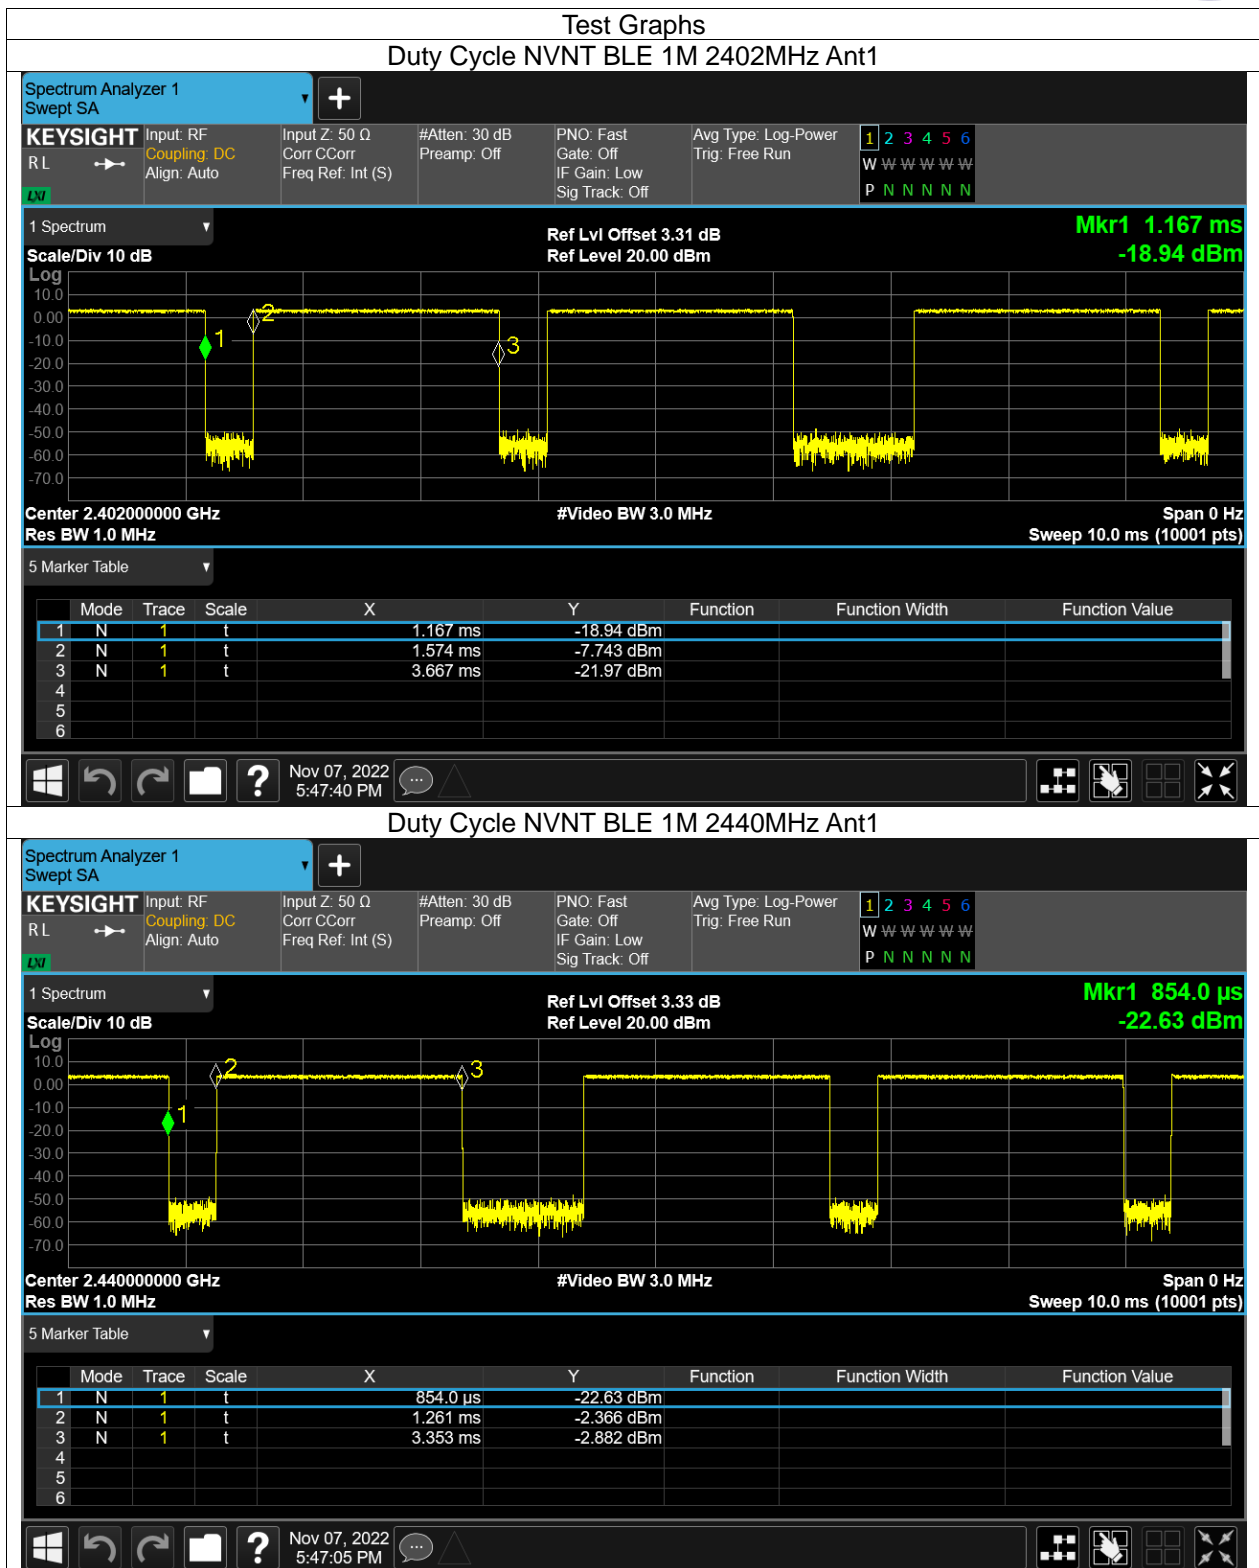 Test Graphs
Duty Cycle NVNT BLE 1M 2402MHz Ant1
Spectrum Analyzer 1
Swept SA
KEYSIGHT
R L
LXI
Input: RF
Coupling: DC
Align: Auto
Input Z: 50 Ω
Corr CCorr
Freq Ref: Int (S)
#Atten: 30 dB
Preamp: Off
PNO: Fast
Gate: Off
IF Gain: Low
Sig Track: Off
Avg Type: Log-Power
Trig: Free Run
1 2 3 4 5 6
W W W W W W
P N N N N N
1 Spectrum
Scale/Div 10 dB
Ref Lvl Offset 3.31 dB
Ref Level 20.00 dBm
Mkr1 1.167 ms
-18.94 dBm
Log
10.0
0.00
-10.0
-20.0
-30.0
-40.0
-50.0
-60.0
-70.0
1
2
3
Center 2.402000000 GHz
#Video BW 3.0 MHz
Span 0 Hz
Res BW 1.0 MHz
Sweep 10.0 ms (10001 pts)
5 Marker Table
Mode Trace Scale X Y Function Function Width Function Value
1 N 1 t 1.167 ms -18.94 dBm
2 N 1 t 1.574 ms -7.743 dBm
3 N 1 t 3.667 ms -21.97 dBm
4
5
6
?
Nov 07, 2022
5:47:40 PM
Duty Cycle NVNT BLE 1M 2440MHz Ant1
Spectrum Analyzer 1
Swept SA
KEYSIGHT
R L
LXI
Input: RF
Coupling: DC
Align: Auto
Input Z: 50 Ω
Corr CCorr
Freq Ref: Int (S)
#Atten: 30 dB
Preamp: Off
PNO: Fast
Gate: Off
IF Gain: Low
Sig Track: Off
Avg Type: Log-Power
Trig: Free Run
1 2 3 4 5 6
W W W W W W
P N N N N N
1 Spectrum
Scale/Div 10 dB
Ref Lvl Offset 3.33 dB
Ref Level 20.00 dBm
Mkr1 854.0 µs
-22.63 dBm
Log
10.0
0.00
-10.0
-20.0
-30.0
-40.0
-50.0
-60.0
-70.0
1
2
3
Center 2.440000000 GHz
#Video BW 3.0 MHz
Span 0 Hz
Res BW 1.0 MHz
Sweep 10.0 ms (10001 pts)
5 Marker Table
Mode Trace Scale X Y Function Function Width Function Value
1 N 1 t 854.0 µs -22.63 dBm
2 N 1 t 1.261 ms -2.366 dBm
3 N 1 t 3.353 ms -2.882 dBm
4
5
6
?
Nov 07, 2022
5:47:05 PM